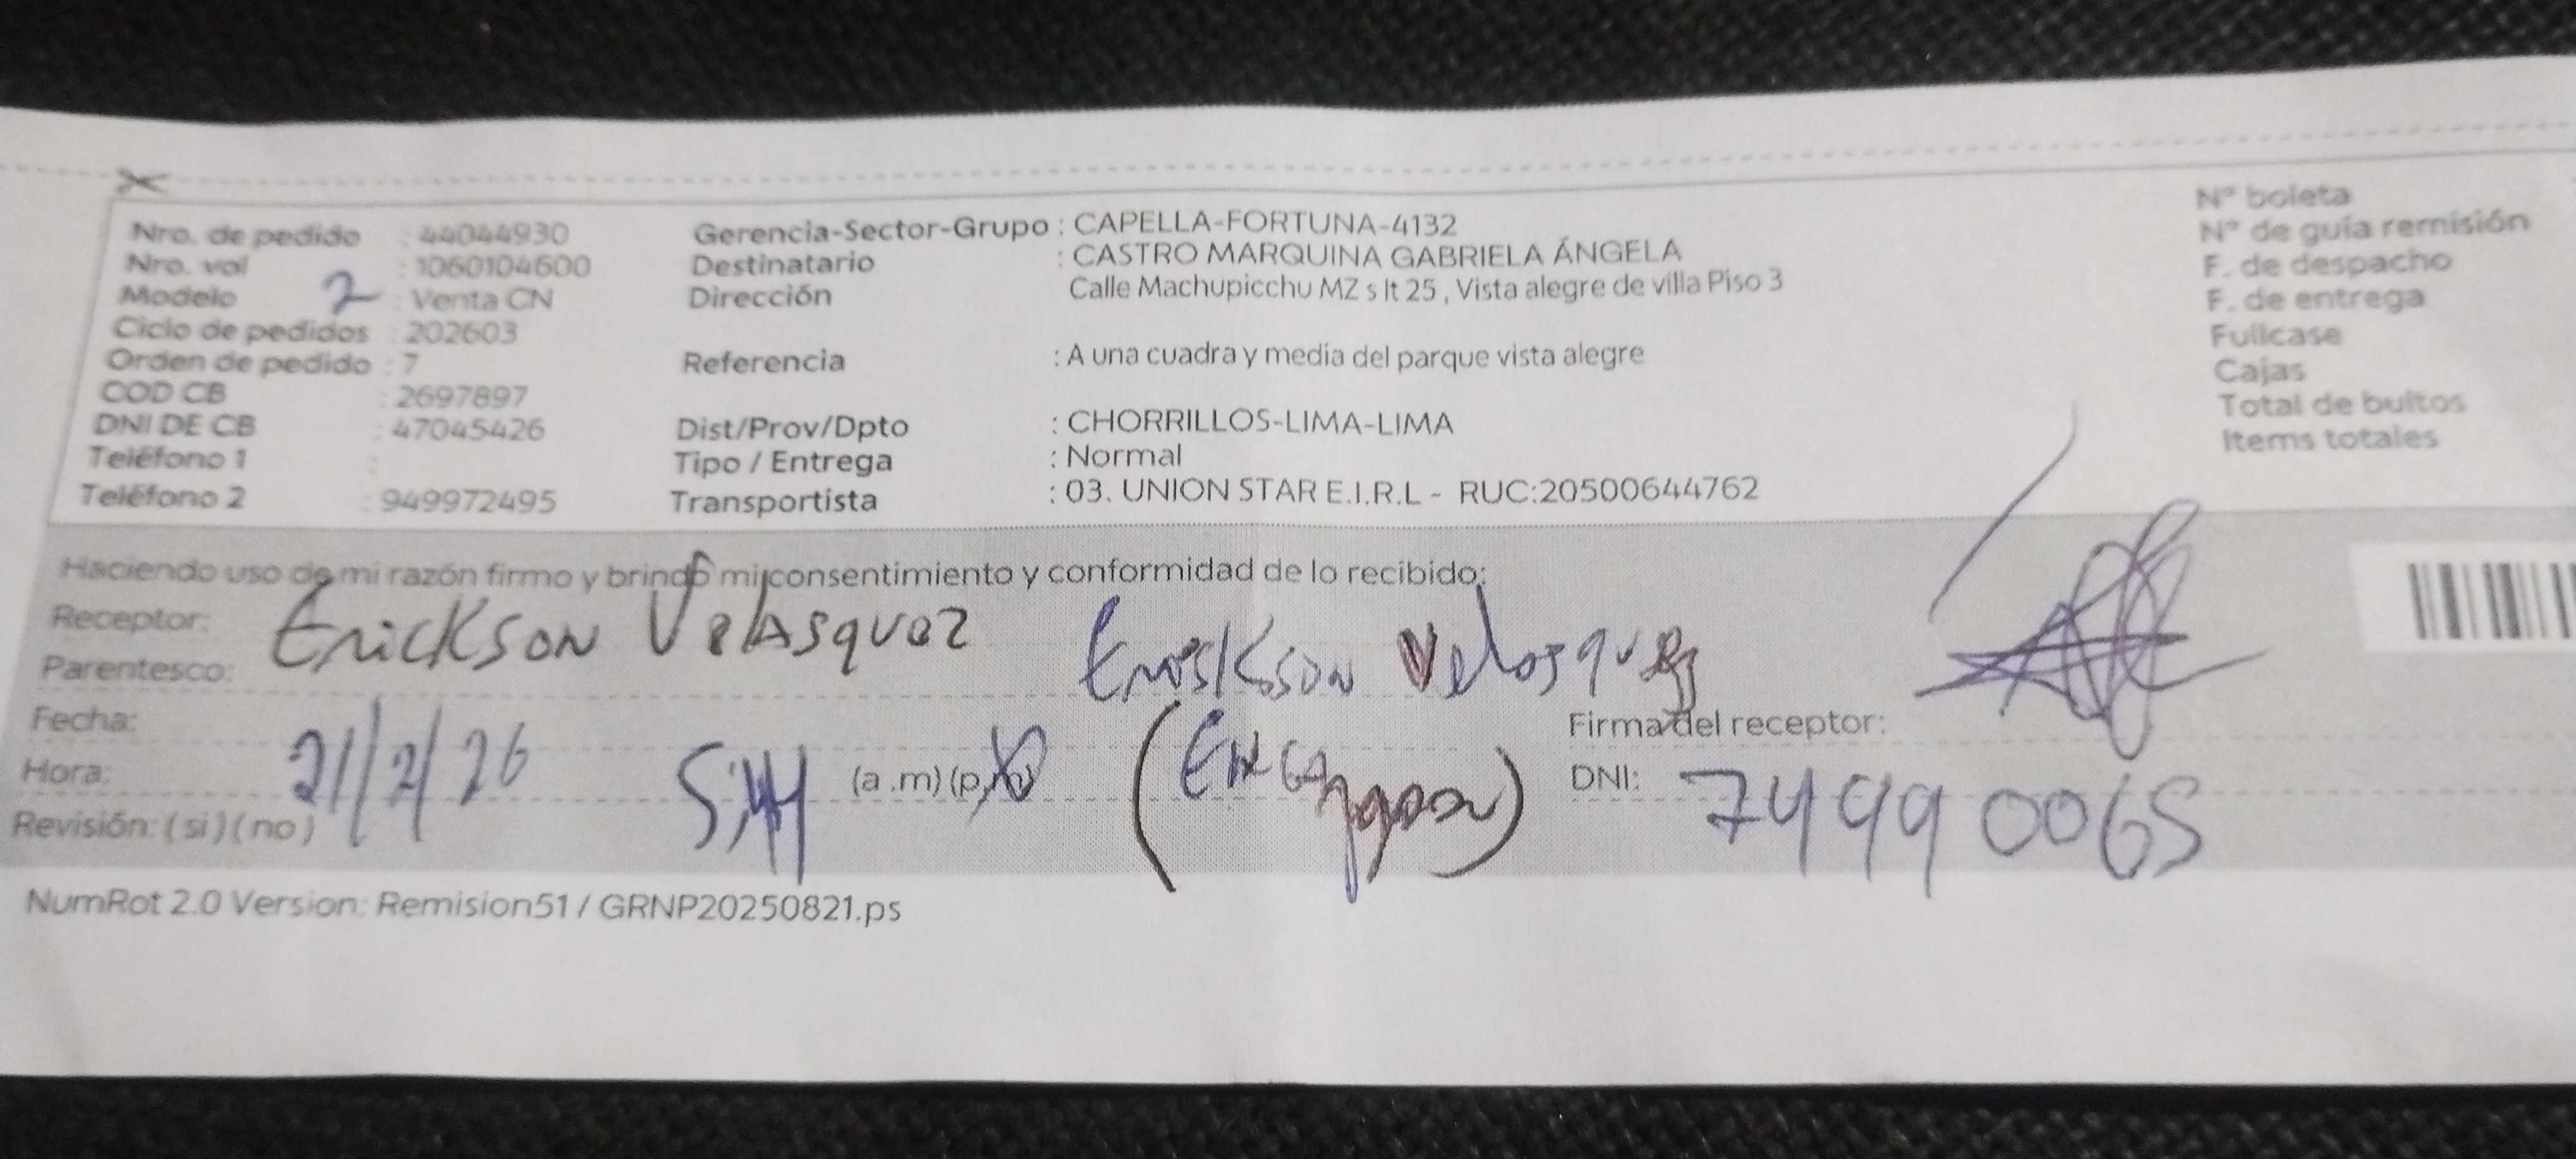 Nro. de pedido : 44044930 Gerencia-Sector-Grupo : CAPELLA-FORTUNA-4132 N° boleta
Nro. val : 1060104600 Destinatario : CASTRO MARQUINA GABRIELA ÁNGELA N° de guía remisión
Modelo 2 : Venta CN Dirección Calle Machupicchu MZ s lt 25 , Vista alegre de villa Piso 3 F. de despacho
Ciclo de pedidos : 202603 F. de entrega
Orden de pedido : 7 Referencia : A una cuadra y media del parque vista alegre Fullcase
COD CB : 2697897 Cajas
DNI DE CB : 47045426 Dist/Prov/Dpto : CHORRILLOS-LIMA-LIMA Total de bultos
Teléfono 1 : Tipo / Entrega : Normal Items totales
Teléfono 2 : 949972495 Transportista : 03. UNION STAR E.I.R.L - RUC:20500644762
Haciendo uso de mi razón firmo y brindo mi consentimiento y conformidad de lo recibido:
Receptor: Erickson Velasquez
Parentesco: Velasquez
Fecha: 21/2/26 Firma del receptor:
Hora: (a .m) (p.m) DNI: 74990065
Revisión: ( si ) ( no )
NumRot 2.0 Version: Remision51 / GRNP20250821.ps